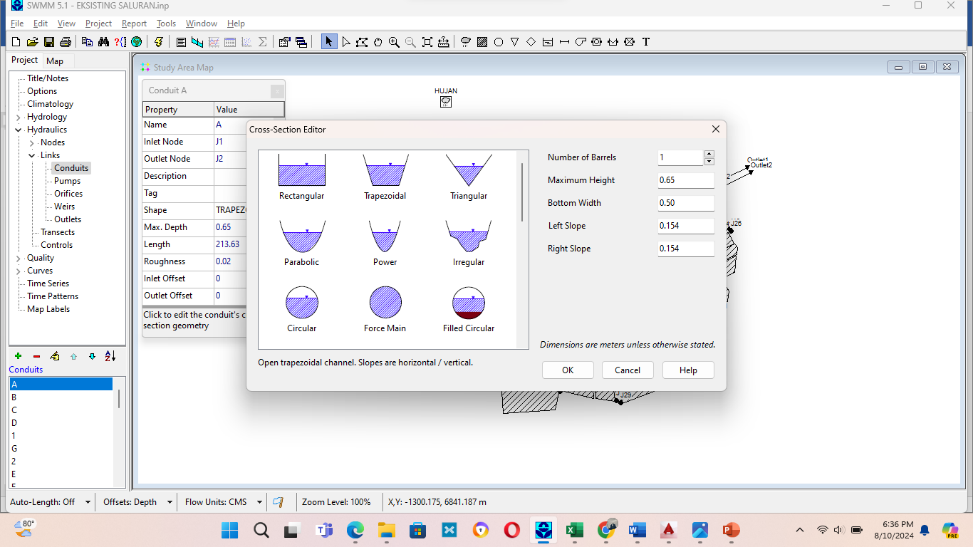 SWMM 5.1 - EKSISTING SALURAN.inp
File Edit View Project Report Tools Window Help
Project Map
Title/Notes
Options
Climatology
Hydrology
Hydraulics
Nodes
Links
Conduits
Pumps
Orifices
Weirs
Outlets
Transects
Controls
Quality
Curves
Time Series
Time Patterns
Map Labels
Conduits
A
B
C
D
1
G
2
E
Study Area Map
Conduit A
Property Value
Name A
Inlet Node J1
Outlet Node J2
Description
Tag
Shape TRAPEZ
Max. Depth 0.65
Length 213.63
Roughness 0.02
Inlet Offset 0
Outlet Offset 0
Click to edit the conduit's c
section geometry
HUJAN
Outlet1
Outlet2
J29
Cross-Section Editor
Rectangular Trapezoidal Triangular
Parabolic Power Irregular
Circular Force Main Filled Circular
Number of Barrels 1
Maximum Height 0.65
Bottom Width 0.50
Left Slope 0.154
Right Slope 0.154
Dimensions are meters unless otherwise stated.
Open trapezoidal channel. Slopes are horizontal / vertical.
OK Cancel Help
Auto-Length: Off Offsets: Depth Flow Units: CMS Zoom Level: 100% X,Y: -1300.175, 6841.187 m
80°
6:36 PM
8/10/2024